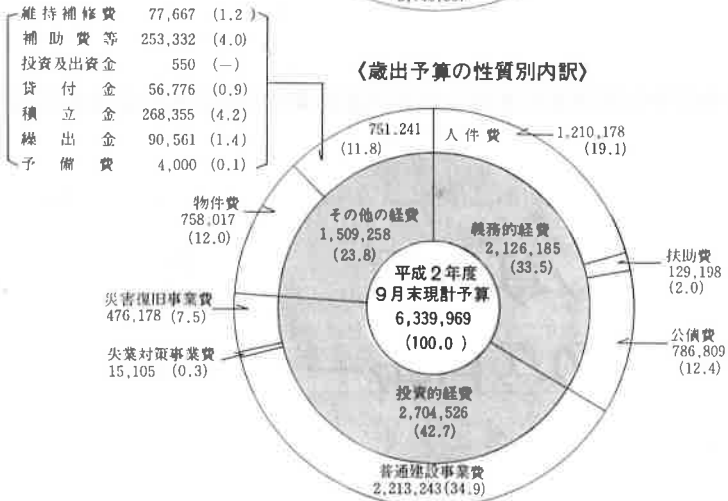 維持補修費 77,667 (1.2)
補助費等 253,332 (4.0)
投資及出資金 550 (—)
貸付金 56,776 (0.9)
積立金 268,355 (4.2)
繰出金 90,561 (1.4)
予備費 4,000 (0.1)
〈歳出予算の性質別内訳〉
751,241
(11.8)
人件費
1,210,178
(19.1)
物件費
758,017
(12.0)
その他の経費
1,509,258
(23.8)
義務的経費
2,126,185
(33.5)
扶助費
129,198
(2.0)
平成2年度
9月末現計予算
6,339,969
(100.0)
災害復旧事業費
476,178 (7.5)
公債費
786,809
(12.4)
失業対策事業費
15,105 (0.3)
投資的経費
2,704,526
(42.7)
普通建設事業費
2,213,243(34.9)